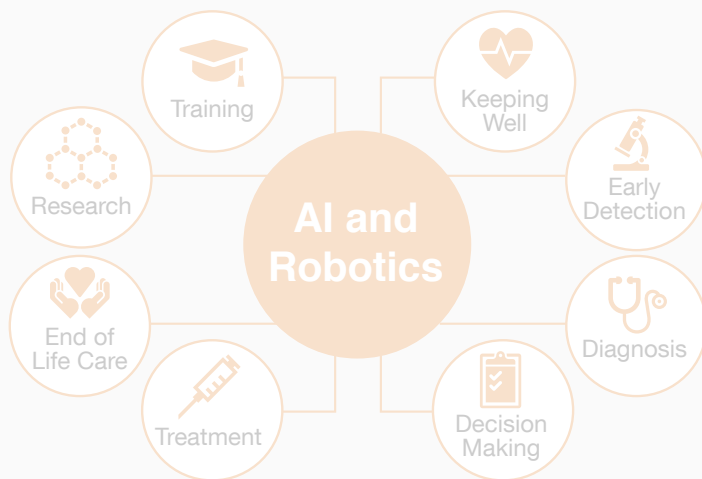 AI and
Robotics
Training
Keeping
Well
Research
Early
Detection
End of
Life Care
Diagnosis
Treatment
Decision
Making